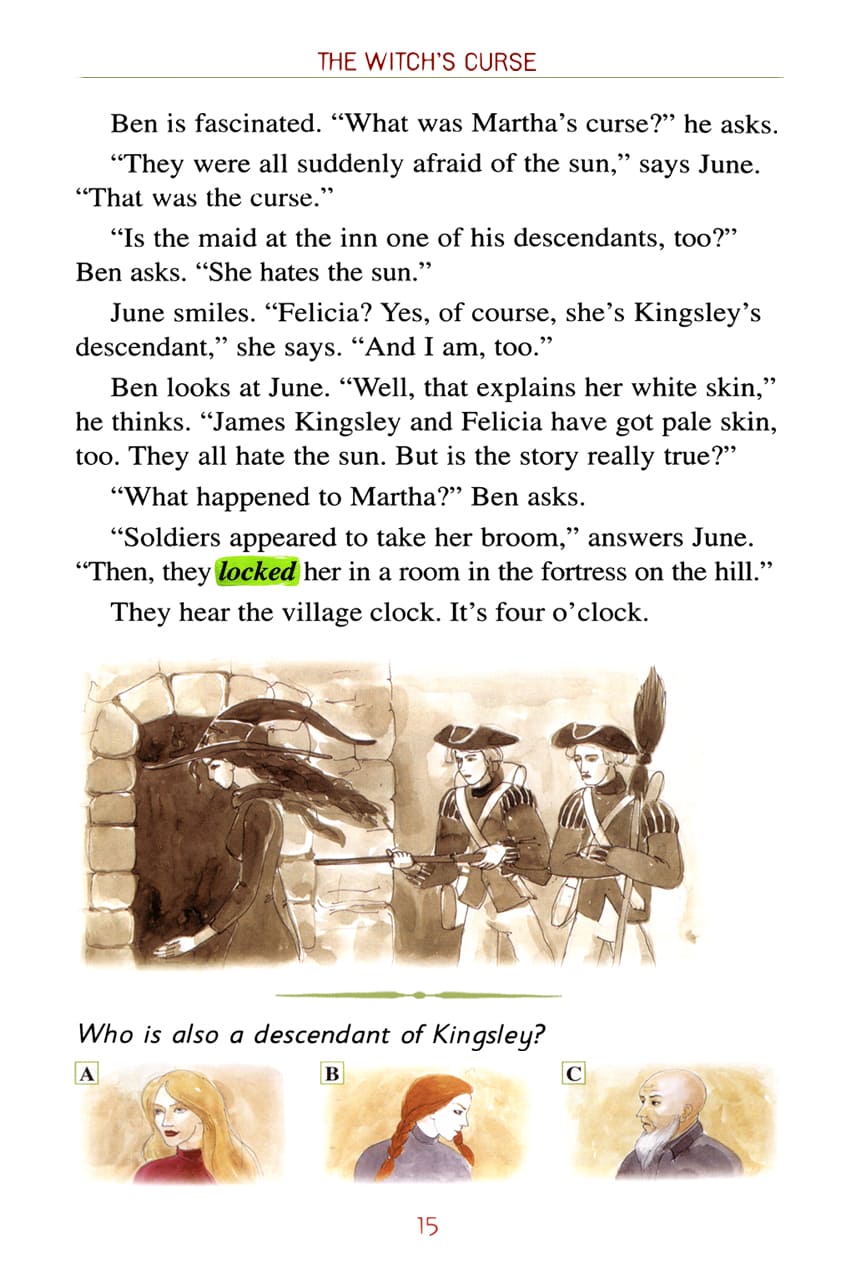 THE WITCH'S CURSE
Ben is fascinated. “What was Martha’s curse?” he asks.
“They were all suddenly afraid of the sun,” says June.
“That was the curse.”
“Is the maid at the inn one of his descendants, too?”
Ben asks. “She hates the sun.”
June smiles. “Felicia? Yes, of course, she’s Kingsley’s
descendant,” she says. “And I am, too.”
Ben looks at June. “Well, that explains her white skin,”
he thinks. “James Kingsley and Felicia have got pale skin,
too. They all hate the sun. But is the story really true?”
“What happened to Martha?” Ben asks.
“Soldiers appeared to take her broom,” answers June.
“Then, they locked her in a room in the fortress on the hill.”
They hear the village clock. It’s four o’clock.
Who is also a descendant of Kingsley?
A
B
C
15